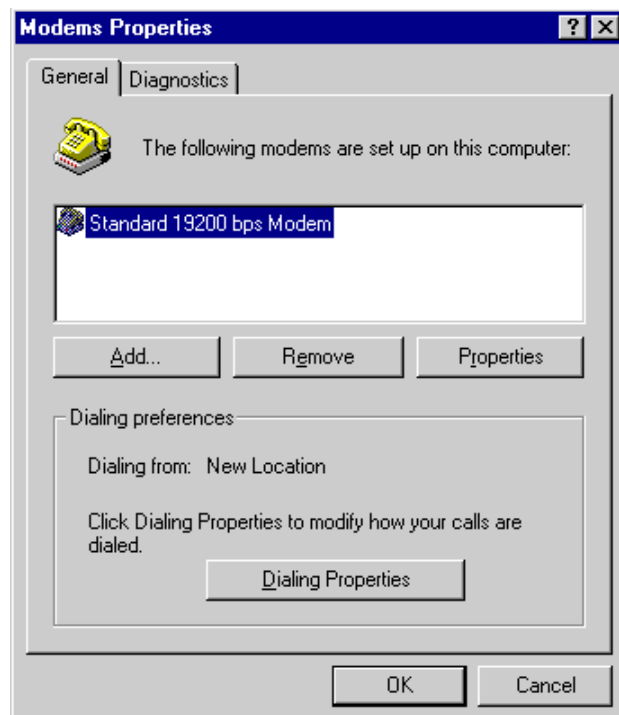 Modems Properties
General
Diagnostics
The following modems are set up on this computer:
Standard 19200 bps Modem
Add...
Remove
Properties
Dialing preferences
Dialing from: New Location
Click Dialing Properties to modify how your calls are
dialed.
Dialing Properties
OK
Cancel